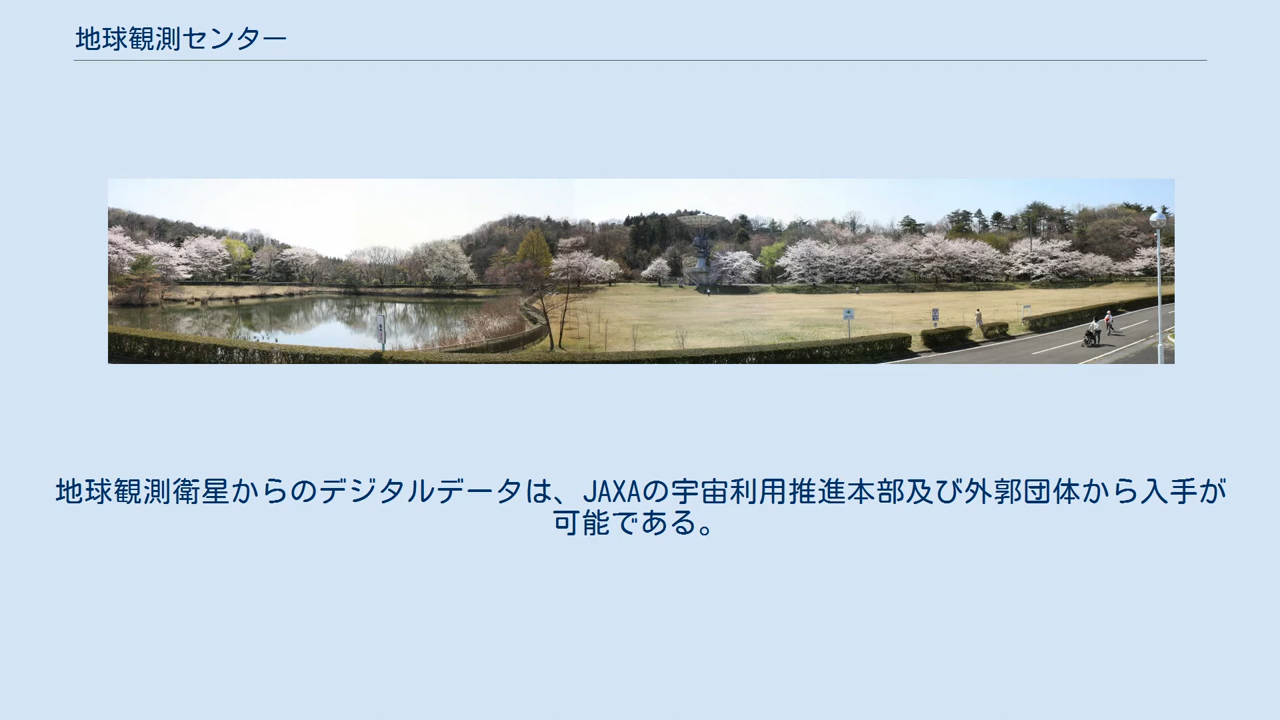 地球観測センター
地球観測衛星からのデジタルデータは、JAXAの宇宙利用推進本部及び外郭団体から入手が
可能である。